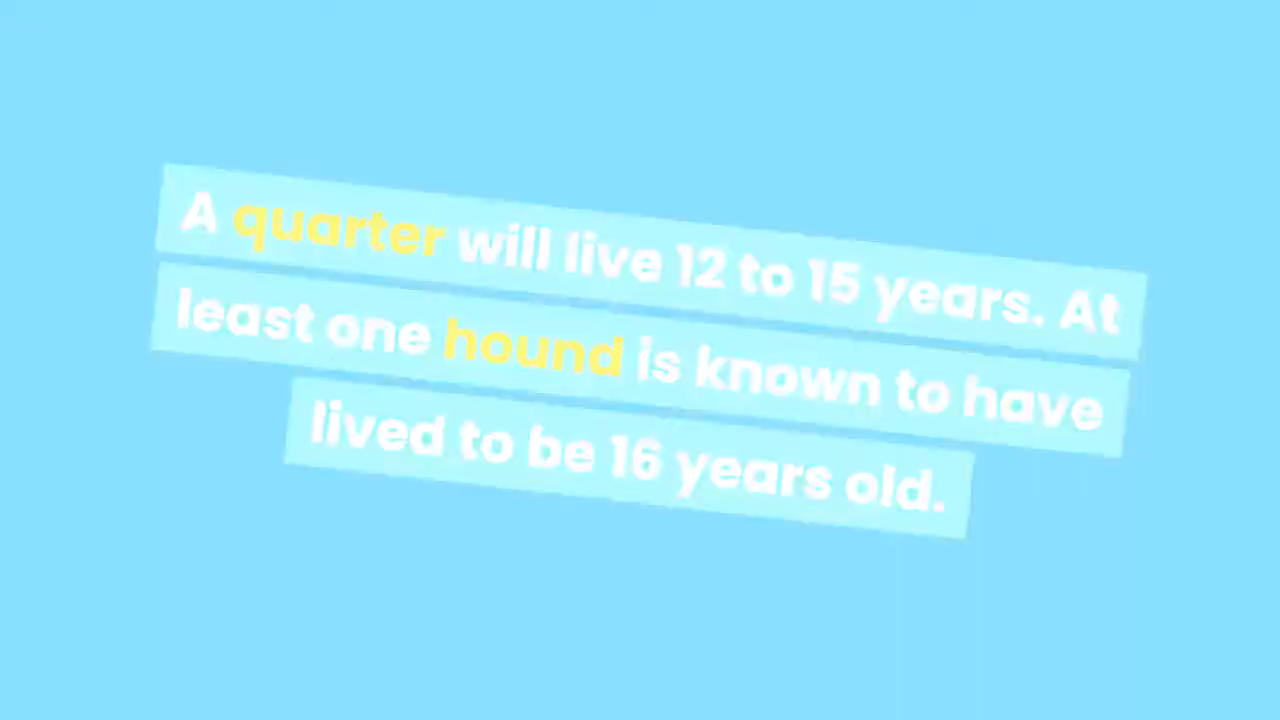 A quarter will live 12 to 15 years. At
least one hound is known to have
lived to be 16 years old.